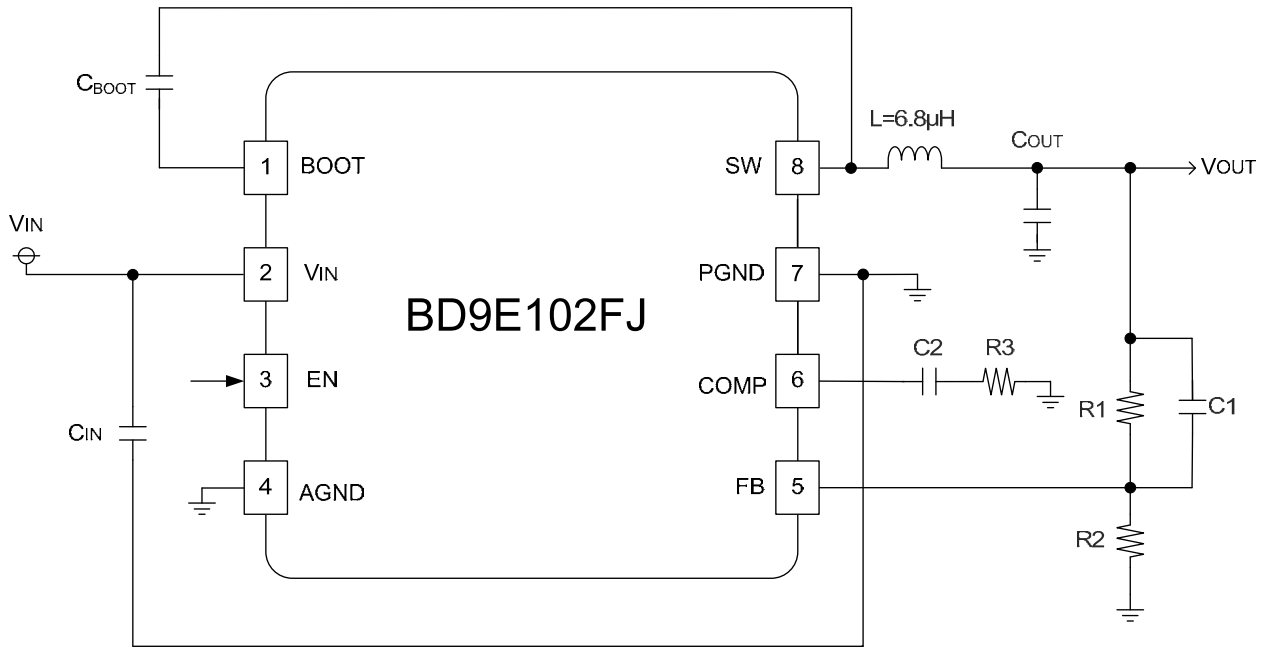 CBOOT
L=6.8µH
COUT
1
BOOT
SW
8
VOUT
VIN
2
VIN
PGND
7
BD9E102FJ
C2
R3
3
EN
COMP
6
R1
C1
CIN
4
AGND
FB
5
R2